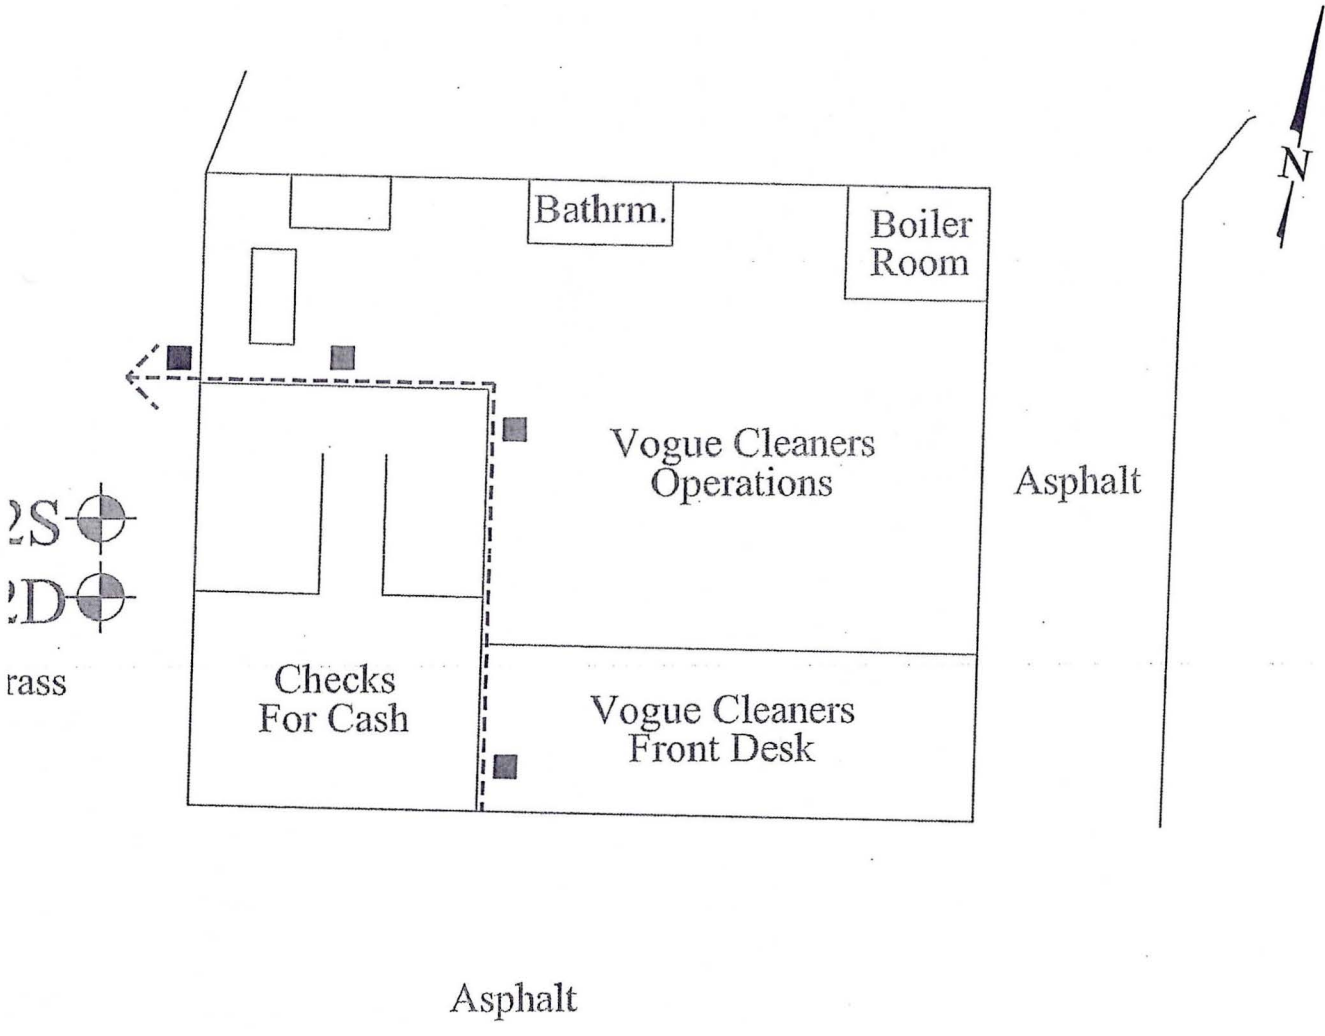 N
Bathrm.
Boiler
Room
Vogue Cleaners
Operations
Asphalt
2S
2D
rass
Checks
For Cash
Vogue Cleaners
Front Desk
Asphalt